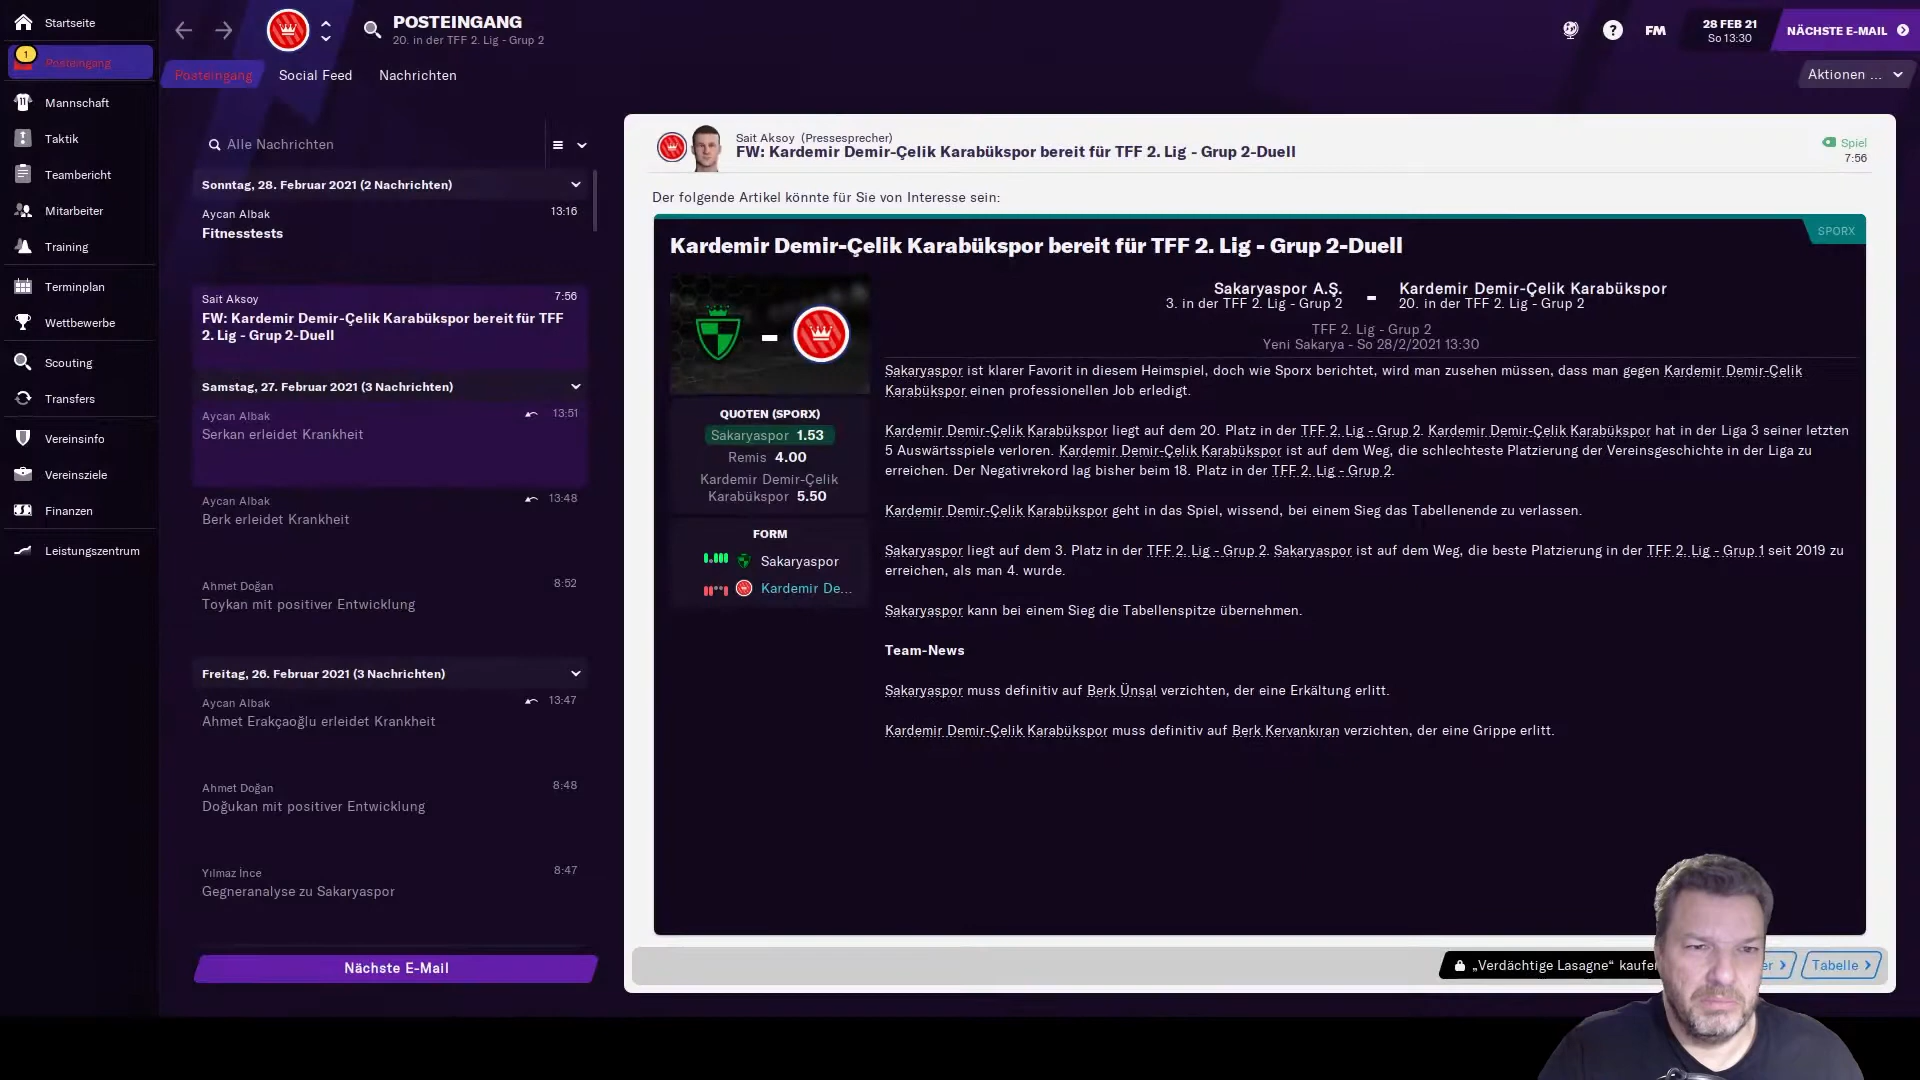 Startseite
1
Posteingang
Mannschaft
Taktik
Teambericht
Mitarbeiter
Training
Terminplan
Wettbewerbe
Scouting
Transfers
Vereinsinfo
Vereinsziele
Finanzen
Leistungszentrum
POSTEINGANG
20. in der TFF 2. Lig - Grup 2
?
FM
28 FEB 21
So 13:30
NÄCHSTE E-MAIL
Posteingang
Social Feed
Nachrichten
Aktionen ...
Alle Nachrichten
Sonntag, 28. Februar 2021 (2 Nachrichten)
Aycan Albak
13:16
Fitnesstests
Sait Aksoy
7:56
FW: Kardemir Demir-Çelik Karabükspor bereit für TFF
2. Lig - Grup 2-Duell
Samstag, 27. Februar 2021 (3 Nachrichten)
Aycan Albak
13:51
Serkan erleidet Krankheit
Aycan Albak
13:48
Berk erleidet Krankheit
Ahmet Doğan
8:52
Toykan mit positiver Entwicklung
Freitag, 26. Februar 2021 (3 Nachrichten)
Aycan Albak
13:47
Ahmet Erakçaoğlu erleidet Krankheit
Ahmet Doğan
8:48
Doğukan mit positiver Entwicklung
Yılmaz İnce
8:47
Gegneranalyse zu Sakaryaspor
Nächste E-Mail
Sait Aksoy (Pressesprecher)
FW: Kardemir Demir-Çelik Karabükspor bereit für TFF 2. Lig - Grup 2-Duell
Spiel
7:56
Der folgende Artikel könnte für Sie von Interesse sein:
SPORX
Kardemir Demir-Çelik Karabükspor bereit für TFF 2. Lig - Grup 2-Duell
Sakaryaspor A.Ş. - Kardemir Demir-Çelik Karabükspor
3. in der TFF 2. Lig - Grup 2
20. in der TFF 2. Lig - Grup 2
TFF 2. Lig - Grup 2
Yeni Sakarya - So 28/2/2021 13:30
QUOTEN (SPORX)
Sakaryaspor 1.53
Remis 4.00
Kardemir Demir-Çelik
Karabükspor 5.50
FORM
Sakaryaspor
Kardemir De...
Sakaryaspor ist klarer Favorit in diesem Heimspiel, doch wie Sporx berichtet, wird man zusehen müssen, dass man gegen Kardemir Demir-Çelik
Karabükspor einen professionellen Job erledigt.
Kardemir Demir-Çelik Karabükspor liegt auf dem 20. Platz in der TFF 2. Lig - Grup 2. Kardemir Demir-Çelik Karabükspor hat in der Liga 3 seiner letzten
5 Auswärtsspiele verloren. Kardemir Demir-Çelik Karabükspor ist auf dem Weg, die schlechteste Platzierung der Vereinsgeschichte in der Liga zu
erreichen. Der Negativrekord lag bisher beim 18. Platz in der TFF 2. Lig - Grup 2.
Kardemir Demir-Çelik Karabükspor geht in das Spiel, wissend, bei einem Sieg das Tabellenende zu verlassen.
Sakaryaspor liegt auf dem 3. Platz in der TFF 2. Lig - Grup 2. Sakaryaspor ist auf dem Weg, die beste Platzierung in der TFF 2. Lig - Grup 1 seit 2019 zu
erreichen, als man 4. wurde.
Sakaryaspor kann bei einem Sieg die Tabellenspitze übernehmen.
Team-News
Sakaryaspor muss definitiv auf Berk Ünsal verzichten, der eine Erkältung erlitt.
Kardemir Demir-Çelik Karabükspor muss definitiv auf Berk Kervankıran verzichten, der eine Grippe erlitt.
„Verdächtige Lasagne“ kaufen
Tabelle